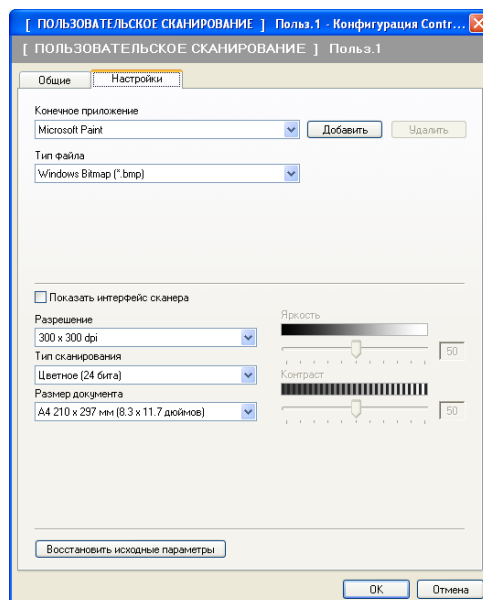 [ ПОЛЬЗОВАТЕЛЬСКОЕ СКАНИРОВАНИЕ ] Польз.1 - Конфигурация Contr...
[ ПОЛЬЗОВАТЕЛЬСКОЕ СКАНИРОВАНИЕ ] Польз.1
Общие Настройки
Конечное приложение
Microsoft Paint Добавить Удалить
Тип файла
Windows Bitmap (*.bmp)
Показать интерфейс сканера
Разрешение Яркость
300 x 300 dpi 50
Тип сканирования
Цветное (24 бита) Контраст
Размер документа
A4 210 x 297 мм (8.3 x 11.7 дюймов) 50
Восстановить исходные параметры
OK Отмена